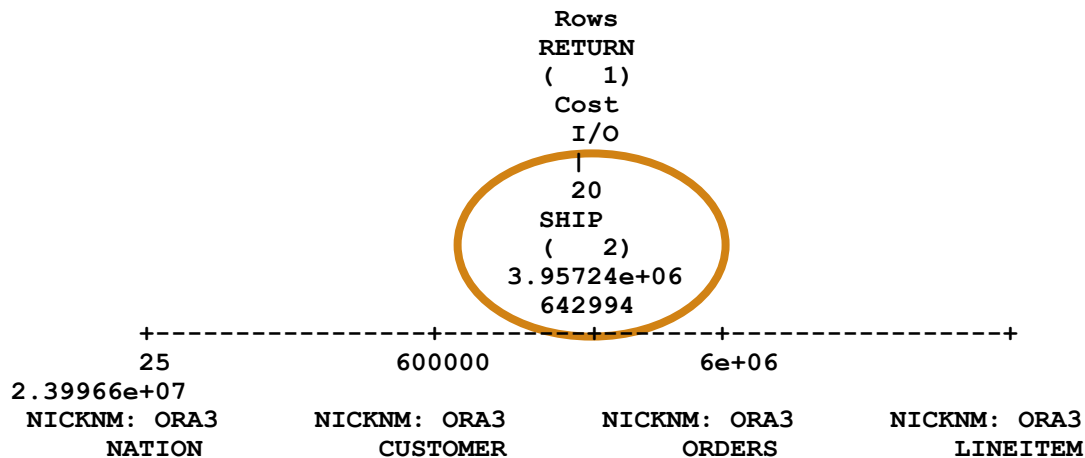 Rows
RETURN
(   1)
Cost
I/O
|
20
SHIP
(   2)
3.95724e+06
642994
+------------------+---------+-------+------------------+
25 600000 6e+06
2.39966e+07
NICKNM: ORA3 NICKNM: ORA3 NICKNM: ORA3 NICKNM: ORA3
NATION CUSTOMER ORDERS LINEITEM